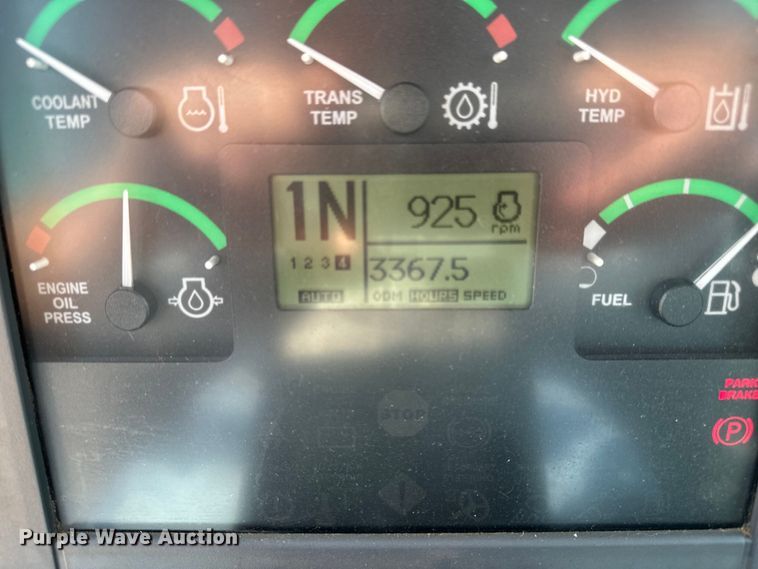 COOLANT
TEMP
TRANS
TEMP
HYD
TEMP
1N
925
rpm
1 2 3 4
3367.5
AUTO
ODM HOURS SPEED
ENGINE
OIL
PRESS
FUEL
STOP
PARK
BRAKE
P
Purple Wave Auction